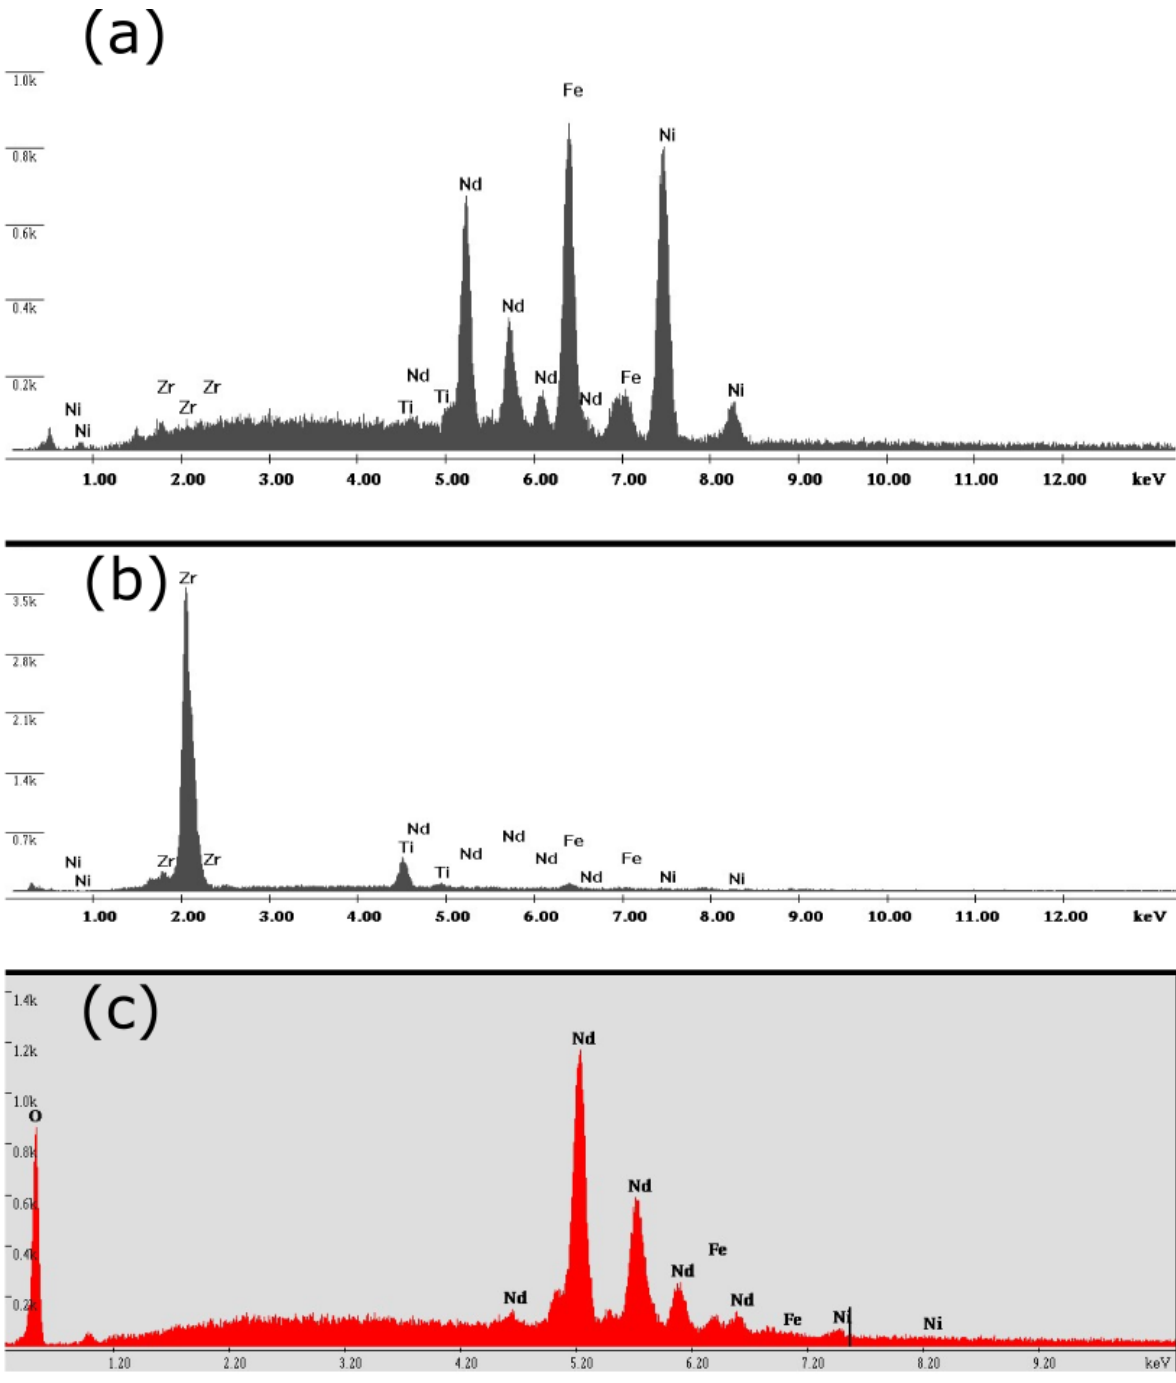 (a)
1.0k
Fe
0.8k
Ni
Nd
0.6k
0.4k
Nd
0.2k
Zr Zr
Nd
Nd
Fe
Ni
Ti
Nd
Ni
Zr
Ti
Ni
1.00 2.00 3.00 4.00 5.00 6.00 7.00 8.00 9.00 10.00 11.00 12.00 keV
(b)
Zr
3.5k
2.8k
2.1k
1.4k
0.7k
Nd
Nd
Fe
Ti
Nd
Nd
Fe
Ni
Zr
Zr
Ti
Nd
Ni
Ni
Ni
1.00 2.00 3.00 4.00 5.00 6.00 7.00 8.00 9.00 10.00 11.00 12.00 keV
(c)
1.4k
1.2k
Nd
1.0k
O
0.8k
0.6k
Nd
0.4k
Fe
Nd
0.2k
Nd
Nd
Fe
Ni
Ni
1.20 2.20 3.20 4.20 5.20 6.20 7.20 8.20 9.20 keV